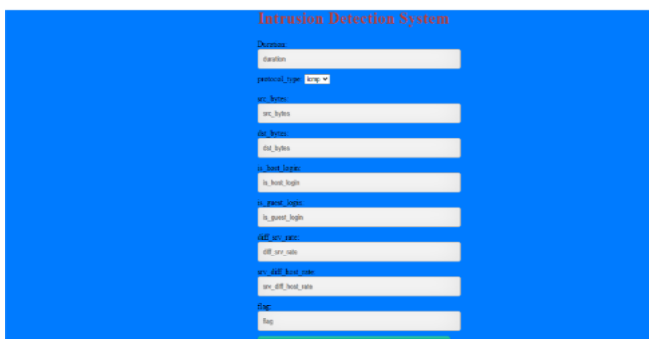 Intrusion Detection System
Duration:
duration
protocol_type: icmp
src_bytes:
src_bytes
dst_bytes:
dst_bytes
is_host_login:
is_host_login
is_guest_login:
is_guest_login
diff_srv_rate:
diff_srv_rate
srv_diff_host_rate
srv_diff_host_rate
flag:
flag